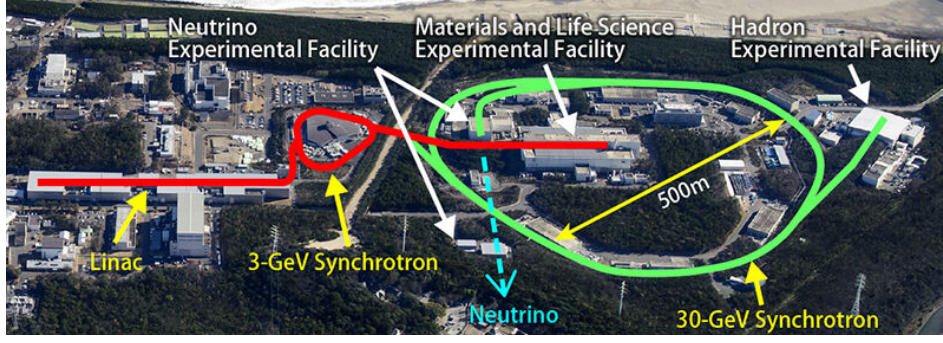 Neutrino
Experimental Facility
Materials and Life Science
Experimental Facility
Hadron
Experimental Facility
500m
Linac
3-GeV Synchrotron
Neutrino
30-GeV Synchrotron